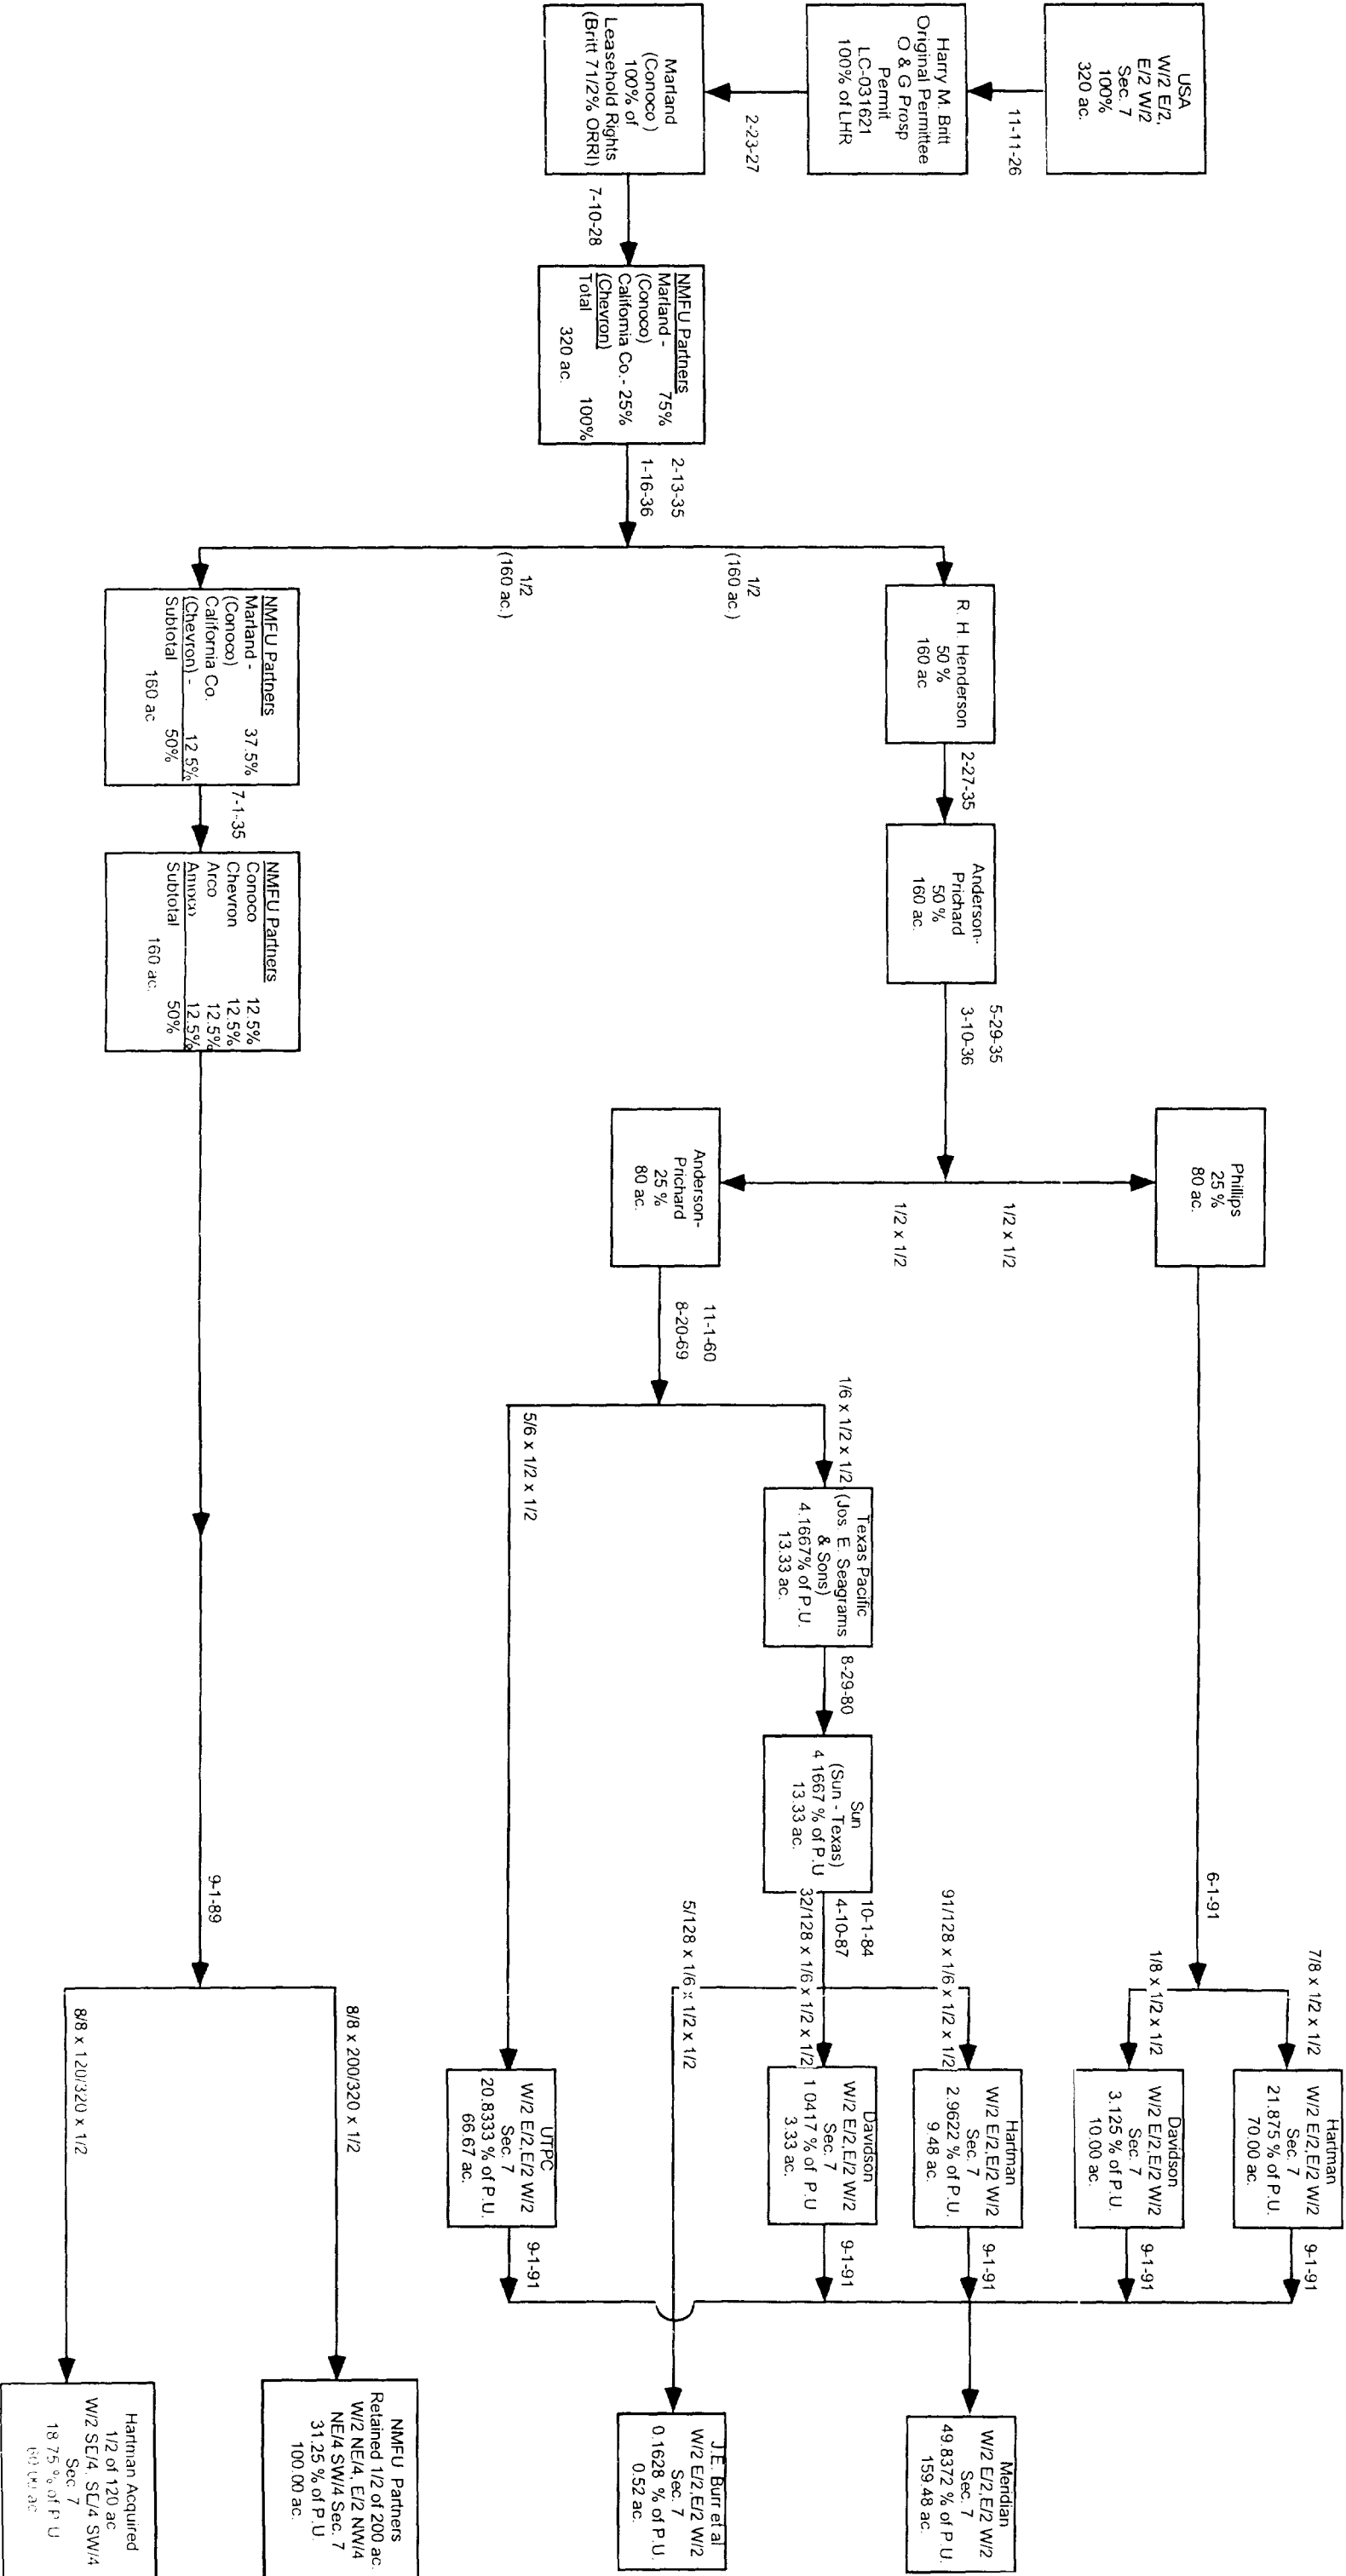 USA
W/2 E/2,
E/2 W/2
Sec. 7
100%
320 ac.
11-11-26
Harry M. Britt
Original Permittee
O & G Prosp
Permit
LC-031621
100% of LHR
2-23-27
Marland
(Conoco )
100% of
Leasehold Rights
(Britt 71/2% ORRI)
7-10-28
NMFU Partners
Marland - 75%
(Conoco)
California Co.- 25%
(Chevron)
Total 100%
320 ac.
2-13-35
1-16-36
1/2
(160 ac.)
1/2
(160 ac.)
R. H. Henderson
50 %
160 ac
2-27-35
Anderson-
Prichard
50 %
160 ac.
5-29-35
3-10-36
1/2 x 1/2
1/2 x 1/2
Phillips
25 %
80 ac.
Anderson-
Prichard
25 %
80 ac.
11-1-60
8-20-69
1/6 x 1/2 x 1/2
5/6 x 1/2 x 1/2
Texas Pacific
(Jos. E. Seagrams
& Sons)
4.1667% of P.U.
13.33 ac.
8-29-80
Sun
(Sun - Texas)
4 1667 % of P.U
13.33 ac.
10-1-84
4-10-87
91/128 x 1/6 x 1/2 x 1/2
32/128 x 1/6 x 1/2 x 1/2
5/128 x 1/6 x 1/2 x 1/2
6-1-91
7/8 x 1/2 x 1/2
1/8 x 1/2 x 1/2
Hartman
W/2 E/2,E/2 W/2
Sec. 7
21.875 % of P.U.
70.00 ac.
9-1-91
Davidson
W/2 E/2,E/2 W/2
Sec. 7
3.125 % of P.U.
10.00 ac.
9-1-91
Hartman
W/2 E/2,E/2 W/2
Sec. 7
2.9622 % of P.U.
9.48 ac.
9-1-91
Davidson
W/2 E/2,E/2 W/2
Sec. 7
1.0417 % of P.U
3.33 ac.
9-1-91
UTPC
W/2 E/2,E/2 W/2
Sec. 7
20.8333 % of P.U.
66.67 ac.
9-1-91
Meridian
W/2 E/2,E/2 W/2
Sec. 7
49.8372 % of P.U.
159.48 ac.
J.E. Burr et al
W/2 E/2,E/2 W/2
Sec. 7
0.1628 % of P.U.
0.52 ac.
NMFU Partners
Marland - 37.5%
(Conoco)
California Co.
(Chevron) - 12.5%
Subtotal 50%
160 ac
7-1-35
NMFU Partners
Conoco 12.5%
Chevron 12.5%
Arco 12.5%
Amoco 12.5%
Subtotal 50%
160 ac.
9-1-89
8/8 x 200/320 x 1/2
8/8 x 120/320 x 1/2
NMFU Partners
Retained 1/2 of 200 ac.
W/2 NE/4, E/2 NW/4
NE/4 SW/4 Sec. 7
31.25 % of P.U.
100.00 ac.
Hartman Acquired
1/2 of 120 ac
W/2 SE/4, SE/4 SW/4
Sec. 7
18.75 % of P.U
60.00 ac